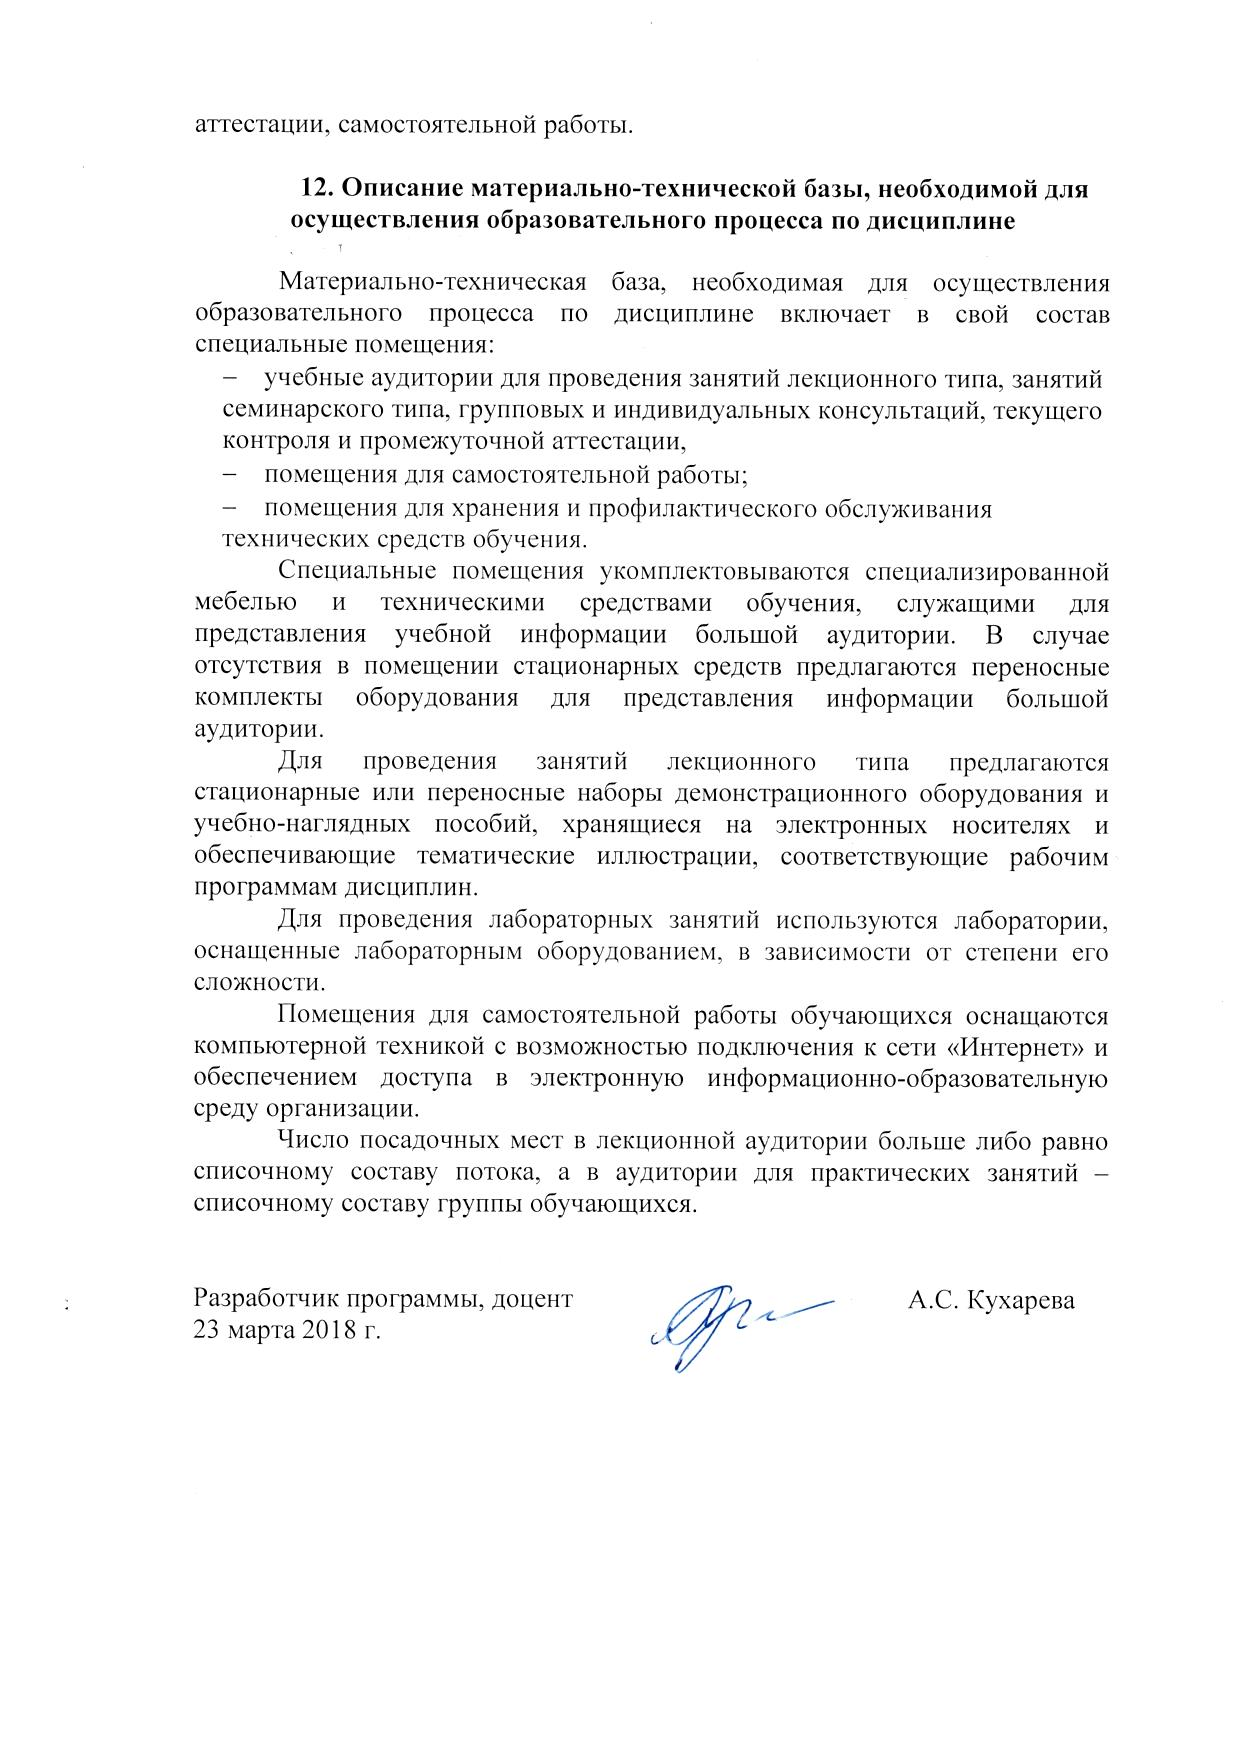 аттестации, самостоятельной работы.
12. Описание материально-технической базы, необходимой для
осуществления образовательного процесса по дисциплине
Материально-техническая база, необходимая для осуществления
образовательного процесса по дисциплине включает в свой состав
специальные помещения:
– учебные аудитории для проведения занятий лекционного типа, занятий
семинарского типа, групповых и индивидуальных консультаций, текущего
контроля и промежуточной аттестации,
– помещения для самостоятельной работы;
– помещения для хранения и профилактического обслуживания
технических средств обучения.
Специальные помещения укомплектовываются специализированной
мебелью и техническими средствами обучения, служащими для
представления учебной информации большой аудитории. В случае
отсутствия в помещении стационарных средств предлагаются переносные
комплекты оборудования для представления информации большой
аудитории.
Для проведения занятий лекционного типа предлагаются
стационарные или переносные наборы демонстрационного оборудования и
учебно-наглядных пособий, хранящиеся на электронных носителях и
обеспечивающие тематические иллюстрации, соответствующие рабочим
программам дисциплин.
Для проведения лабораторных занятий используются лаборатории,
оснащенные лабораторным оборудованием, в зависимости от степени его
сложности.
Помещения для самостоятельной работы обучающихся оснащаются
компьютерной техникой с возможностью подключения к сети «Интернет» и
обеспечением доступа в электронную информационно-образовательную
среду организации.
Число посадочных мест в лекционной аудитории больше либо равно
списочному составу потока, а в аудитории для практических занятий –
списочному составу группы обучающихся.
Разработчик программы, доцент А.С. Кухарева
23 марта 2018 г.